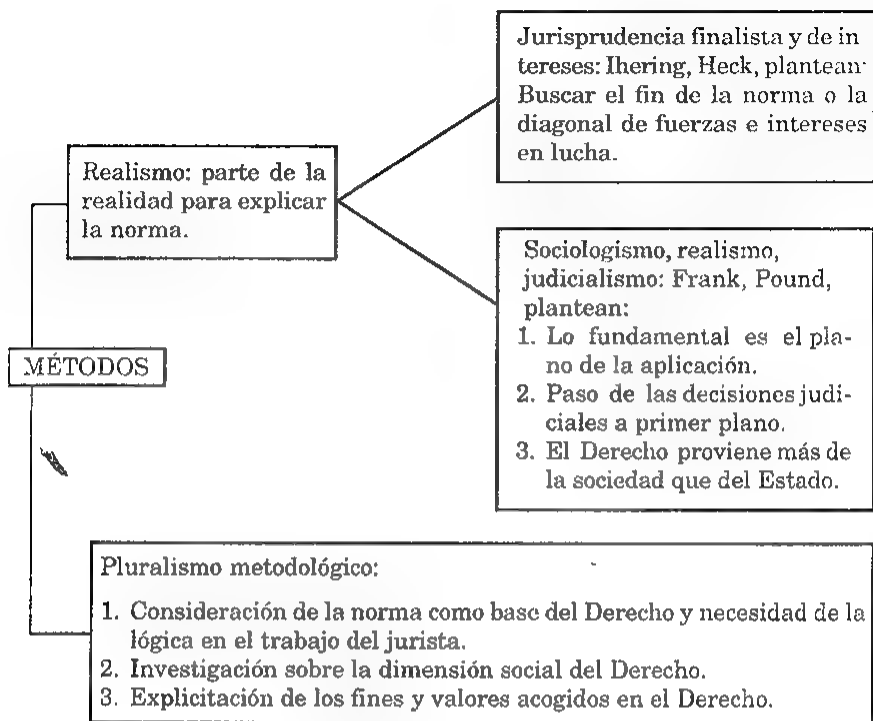 Jurisprudencia finalista y de in
tereses: Ihering, Heck, plantean
Buscar el fin de la norma o la
diagonal de fuerzas e intereses
en lucha.
Realismo: parte de la
realidad para explicar
la norma.
Sociologismo, realismo,
judicialismo: Frank, Pound,
plantean:
1. Lo fundamental es el pla-
no de la aplicación.
2. Paso de las decisiones judi-
ciales a primer plano.
3. El Derecho proviene más de
la sociedad que del Estado.
MÉTODOS
Pluralismo metodológico:
1. Consideración de la norma como base del Derecho y necesidad de la
lógica en el trabajo del jurista.
2. Investigación sobre la dimensión social del Derecho.
3. Explicitación de los fines y valores acogidos en el Derecho.